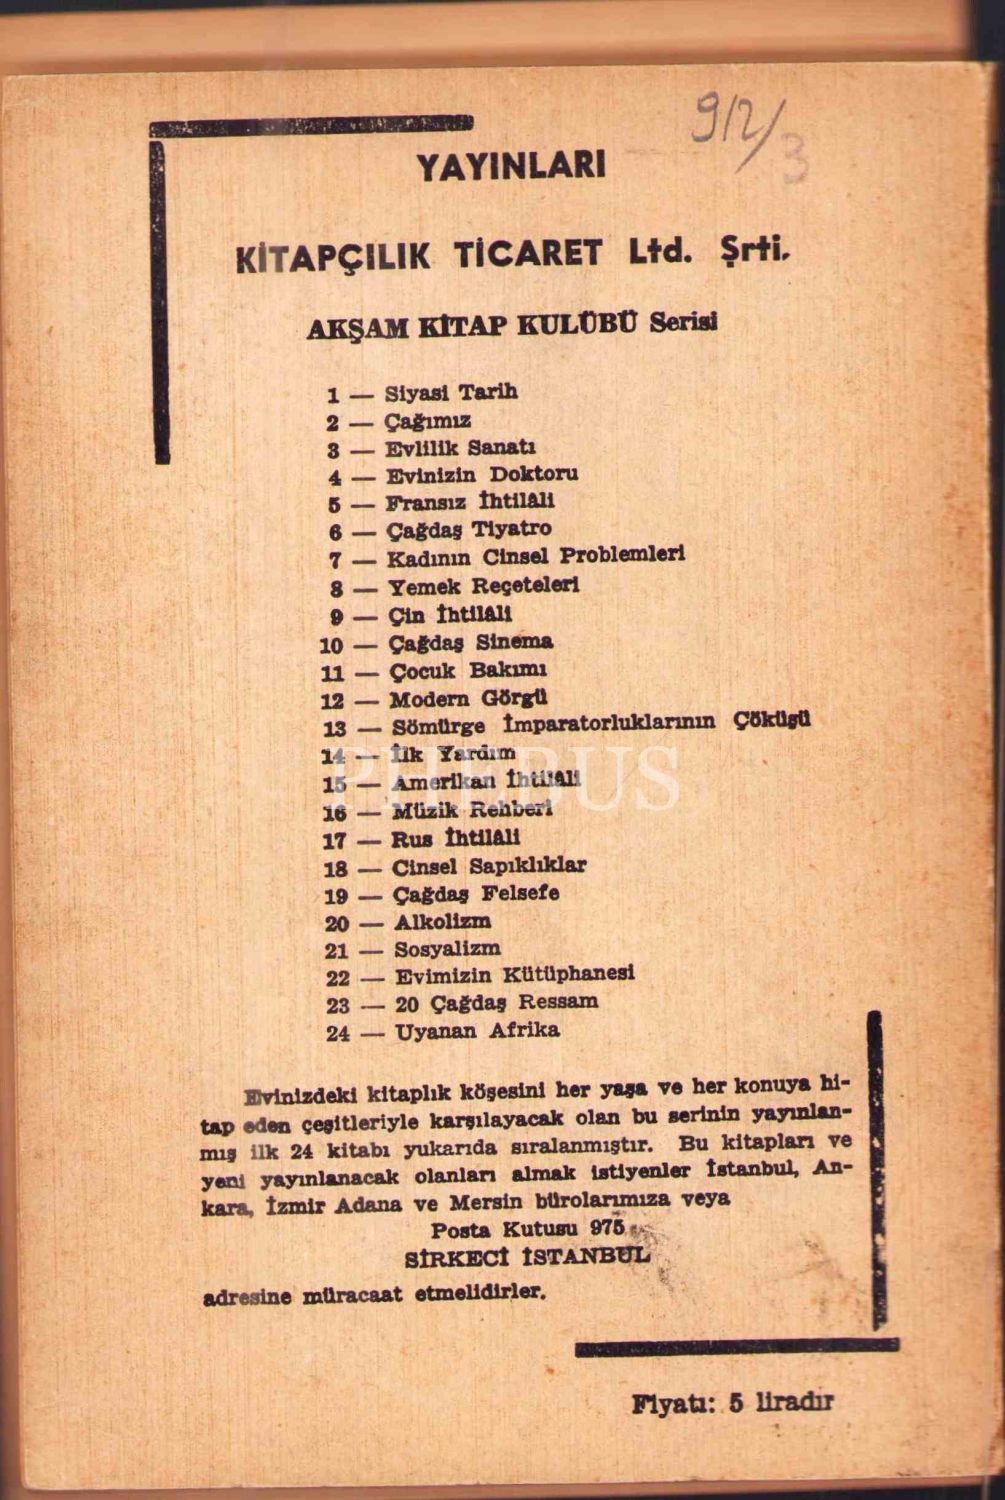 912/3
YAYINLARI
KİTAPÇILIK TİCARET Ltd. Şrti.
AKŞAM KİTAP KULÜBÜ Serisi
1 — Siyasi Tarih
2 — Çağımız
3 — Evlilik Sanatı
4 — Evinizin Doktoru
5 — Fransız İhtilâli
6 — Çağdaş Tiyatro
7 — Kadının Cinsel Problemleri
8 — Yemek Reçeteleri
9 — Çin İhtilâli
10 — Çağdaş Sinema
11 — Çocuk Bakımı
12 — Modern Görgü
13 — Sömürge İmparatorluklarının Çöküşü
14 — İlk Yardım
15 — Amerikan İhtilâli
16 — Müzik Rehberi
PHEBUS
17 — Rus İhtilâli
18 — Cinsel Sapıklıklar
19 — Çağdaş Felsefe
20 — Alkolizm
21 — Sosyalizm
22 — Evimizin Kütüphanesi
23 — 20 Çağdaş Ressam
24 — Uyanan Afrika
Evinizdeki kitaplık köşesini her yaşa ve her konuya hi-
tap eden çeşitleriyle karşılayacak olan bu serinin yayınlan-
mış ilk 24 kitabı yukarıda sıralanmıştır. Bu kitapları ve
yeni yayınlanacak olanları almak istiyenler İstanbul, An-
kara, İzmir Adana ve Mersin bürolarımıza veya
Posta Kutusu 975
SİRKECİ İSTANBUL
adresine müracaat etmelidirler.
Fiyatı: 5 liradır